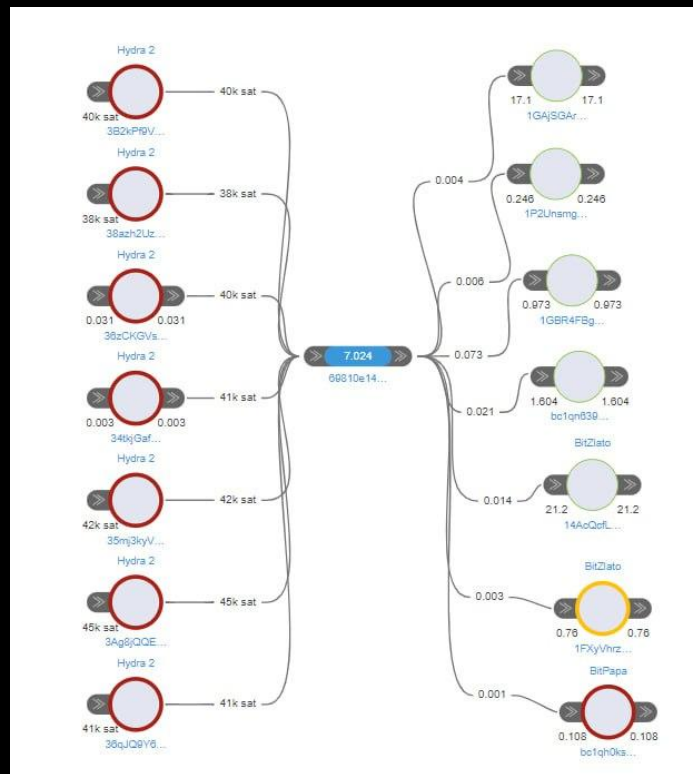 Hydra 2
40k sat
40k sat
3B2kPf9V...
Hydra 2
38k sat
38k sat
38azh2Uz...
Hydra 2
40k sat
0.031 0.031
36zCKGVs...
Hydra 2
41k sat
0.003 0.003
34tkjGaf...
Hydra 2
42k sat
42k sat
35mj3kyV...
Hydra 2
45k sat
45k sat
3Ag8jQQE...
Hydra 2
41k sat
41k sat
36qJQ9Y6...
7.024
69810e14...
0.004
17.1 17.1
1GAjSGAr...
0.006
0.246 0.246
1P2Unsmg...
0.073
0.973 0.973
1GBR4FBg...
0.021
1.604 1.604
bc1qn639...
BitZlato
0.014
21.2 21.2
14AcQcfL...
BitZlato
0.003
0.76 0.76
1FXyVhrz...
BitPapa
0.001
0.108 0.108
bc1qh0ks...